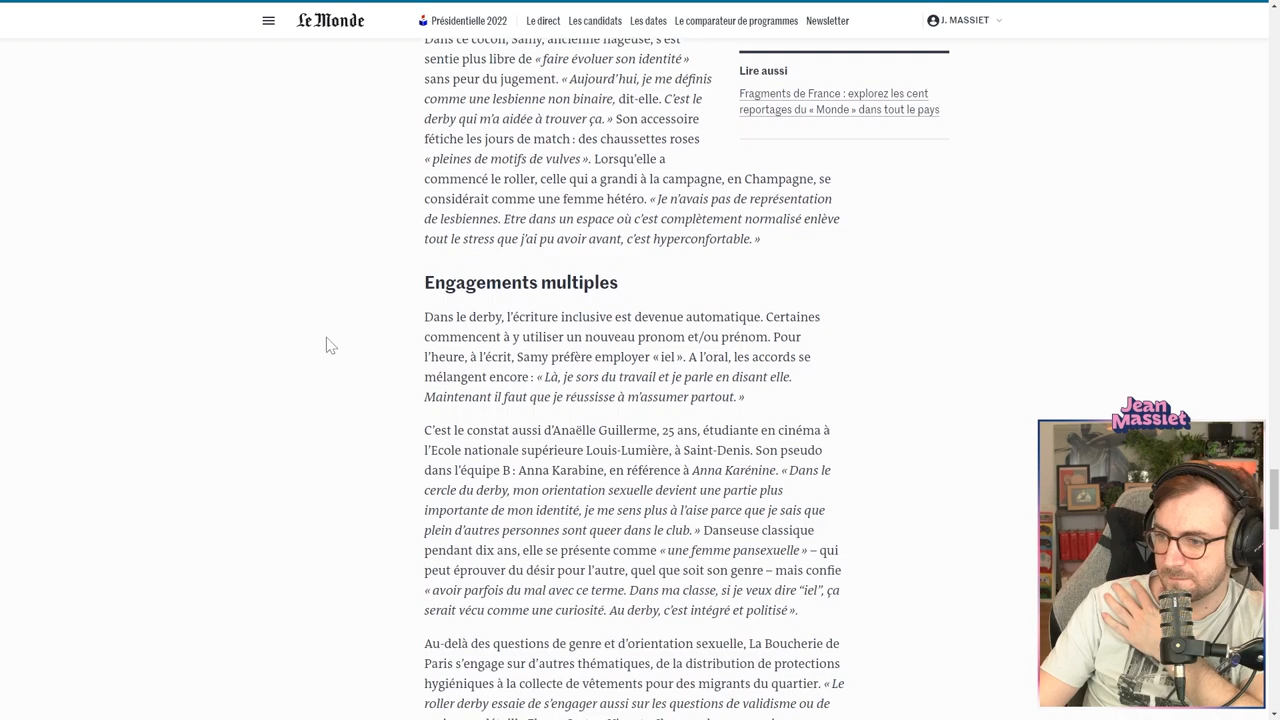 Le Monde
Présidentielle 2022
Le direct
Les candidats
Les dates
Le comparateur de programmes
Newsletter
J. MASSIET
Dans ce cocon, Samy, ancienne nageuse, s'est
sentie plus libre de « faire évoluer son identité »
sans peur du jugement. « Aujourd'hui, je me définis
comme une lesbienne non binaire, dit-elle. C'est le
derby qui m'a aidée à trouver ça. » Son accessoire
fétiche les jours de match : des chaussettes roses
« pleines de motifs de vulves ». Lorsqu'elle a
commencé le roller, celle qui a grandi à la campagne, en Champagne, se
considérait comme une femme hétéro. « Je n'avais pas de représentation
de lesbiennes. Etre dans un espace où c'est complètement normalisé enlève
tout le stress que j'ai pu avoir avant, c'est hyperconfortable. »
Lire aussi
Fragments de France : explorez les cent
reportages du « Monde » dans tout le pays
Engagements multiples
Dans le derby, l'écriture inclusive est devenue automatique. Certaines
commencent à y utiliser un nouveau pronom et/ou prénom. Pour
l'heure, à l'écrit, Samy préfère employer « iel ». A l'oral, les accords se
mélangent encore : « Là, je sors du travail et je parle en disant elle.
Maintenant il faut que je réussisse à m'assumer partout. »
C'est le constat aussi d'Anaëlle Guillerme, 25 ans, étudiante en cinéma à
l'Ecole nationale supérieure Louis-Lumière, à Saint-Denis. Son pseudo
dans l'équipe B : Anna Karabine, en référence à Anna Karénine. « Dans le
cercle du derby, mon orientation sexuelle devient une partie plus
importante de mon identité, je me sens plus à l'aise parce que je sais que
plein d'autres personnes sont queer dans le club. » Danseuse classique
pendant dix ans, elle se présente comme « une femme pansexuelle » – qui
peut éprouver du désir pour l'autre, quel que soit son genre – mais confie
« avoir parfois du mal avec ce terme. Dans ma classe, si je veux dire “iel”, ça
serait vécu comme une curiosité. Au derby, c'est intégré et politisé ».
Au-delà des questions de genre et d'orientation sexuelle, La Boucherie de
Paris s'engage sur d'autres thématiques, de la distribution de protections
hygiéniques à la collecte de vêtements pour des migrants du quartier. « Le
roller derby essaie de s'engager aussi sur les questions de validisme ou de
Jean
Massiet